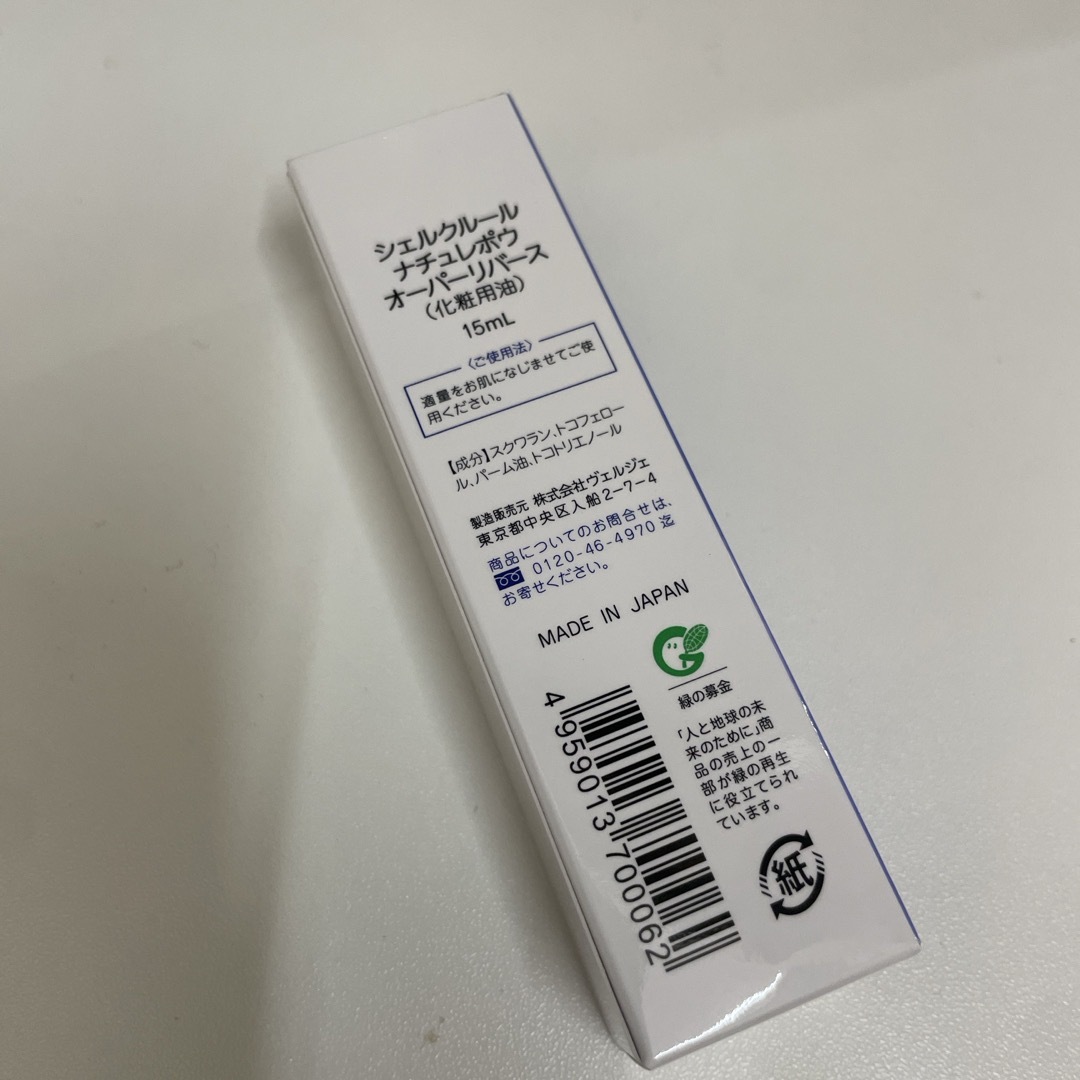 シェルクルール
ナチュレポウ
オーパーリバース
（化粧用油）
15mL
〈ご使用法〉
適量をお肌になじませてご使
用ください。
【成分】スクワラン、トコフェロー
ル、パーム油、トコトリエノール
製造販売元 株式会社ヴェルジェ
東京都中央区入船2-7-4
商品についてのお問合せは、
0120-46-4970 迄
お寄せください。
MADE IN JAPAN
緑の募金
「人と地球の未
来のために」商
品の売上の一
部が緑の再生
に役立てられ
ています。
4 959013 700062
紙